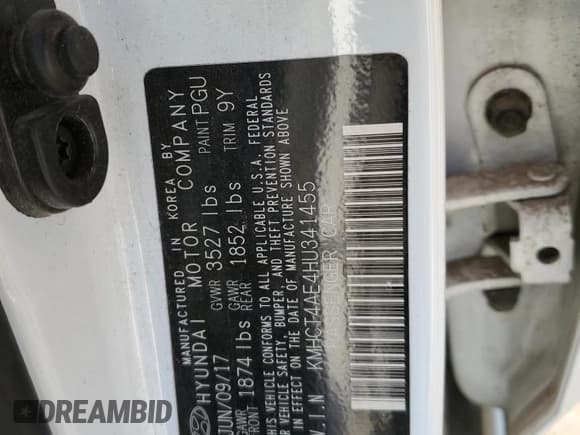 MANUFACTURED IN KOREA BY
HYUNDAI MOTOR COMPANY
JUN/09/17 GVWR 3527 lbs PAINT PGU
GAWR FRONT 1874 lbs GAWR REAR 1852 lbs TRIM 9Y
THIS VEHICLE CONFORMS TO ALL APPLICABLE U.S.A. FEDERAL
MOTOR VEHICLE SAFETY, BUMPER, AND THEFT PREVENTION STANDARDS
IN EFFECT ON THE DATE OF MANUFACTURE SHOWN ABOVE
V.I.N KMHCT4AE4HU341455
PASSENGER CAR
DREAMBID